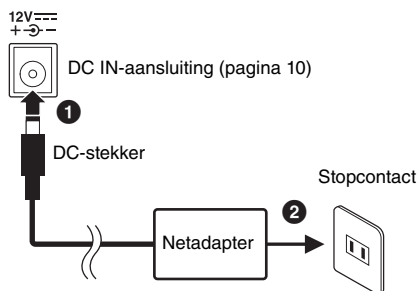 12V
DC IN-aansluiting (pagina 10)
1
DC-stekker
Stopcontact
2
Netadapter